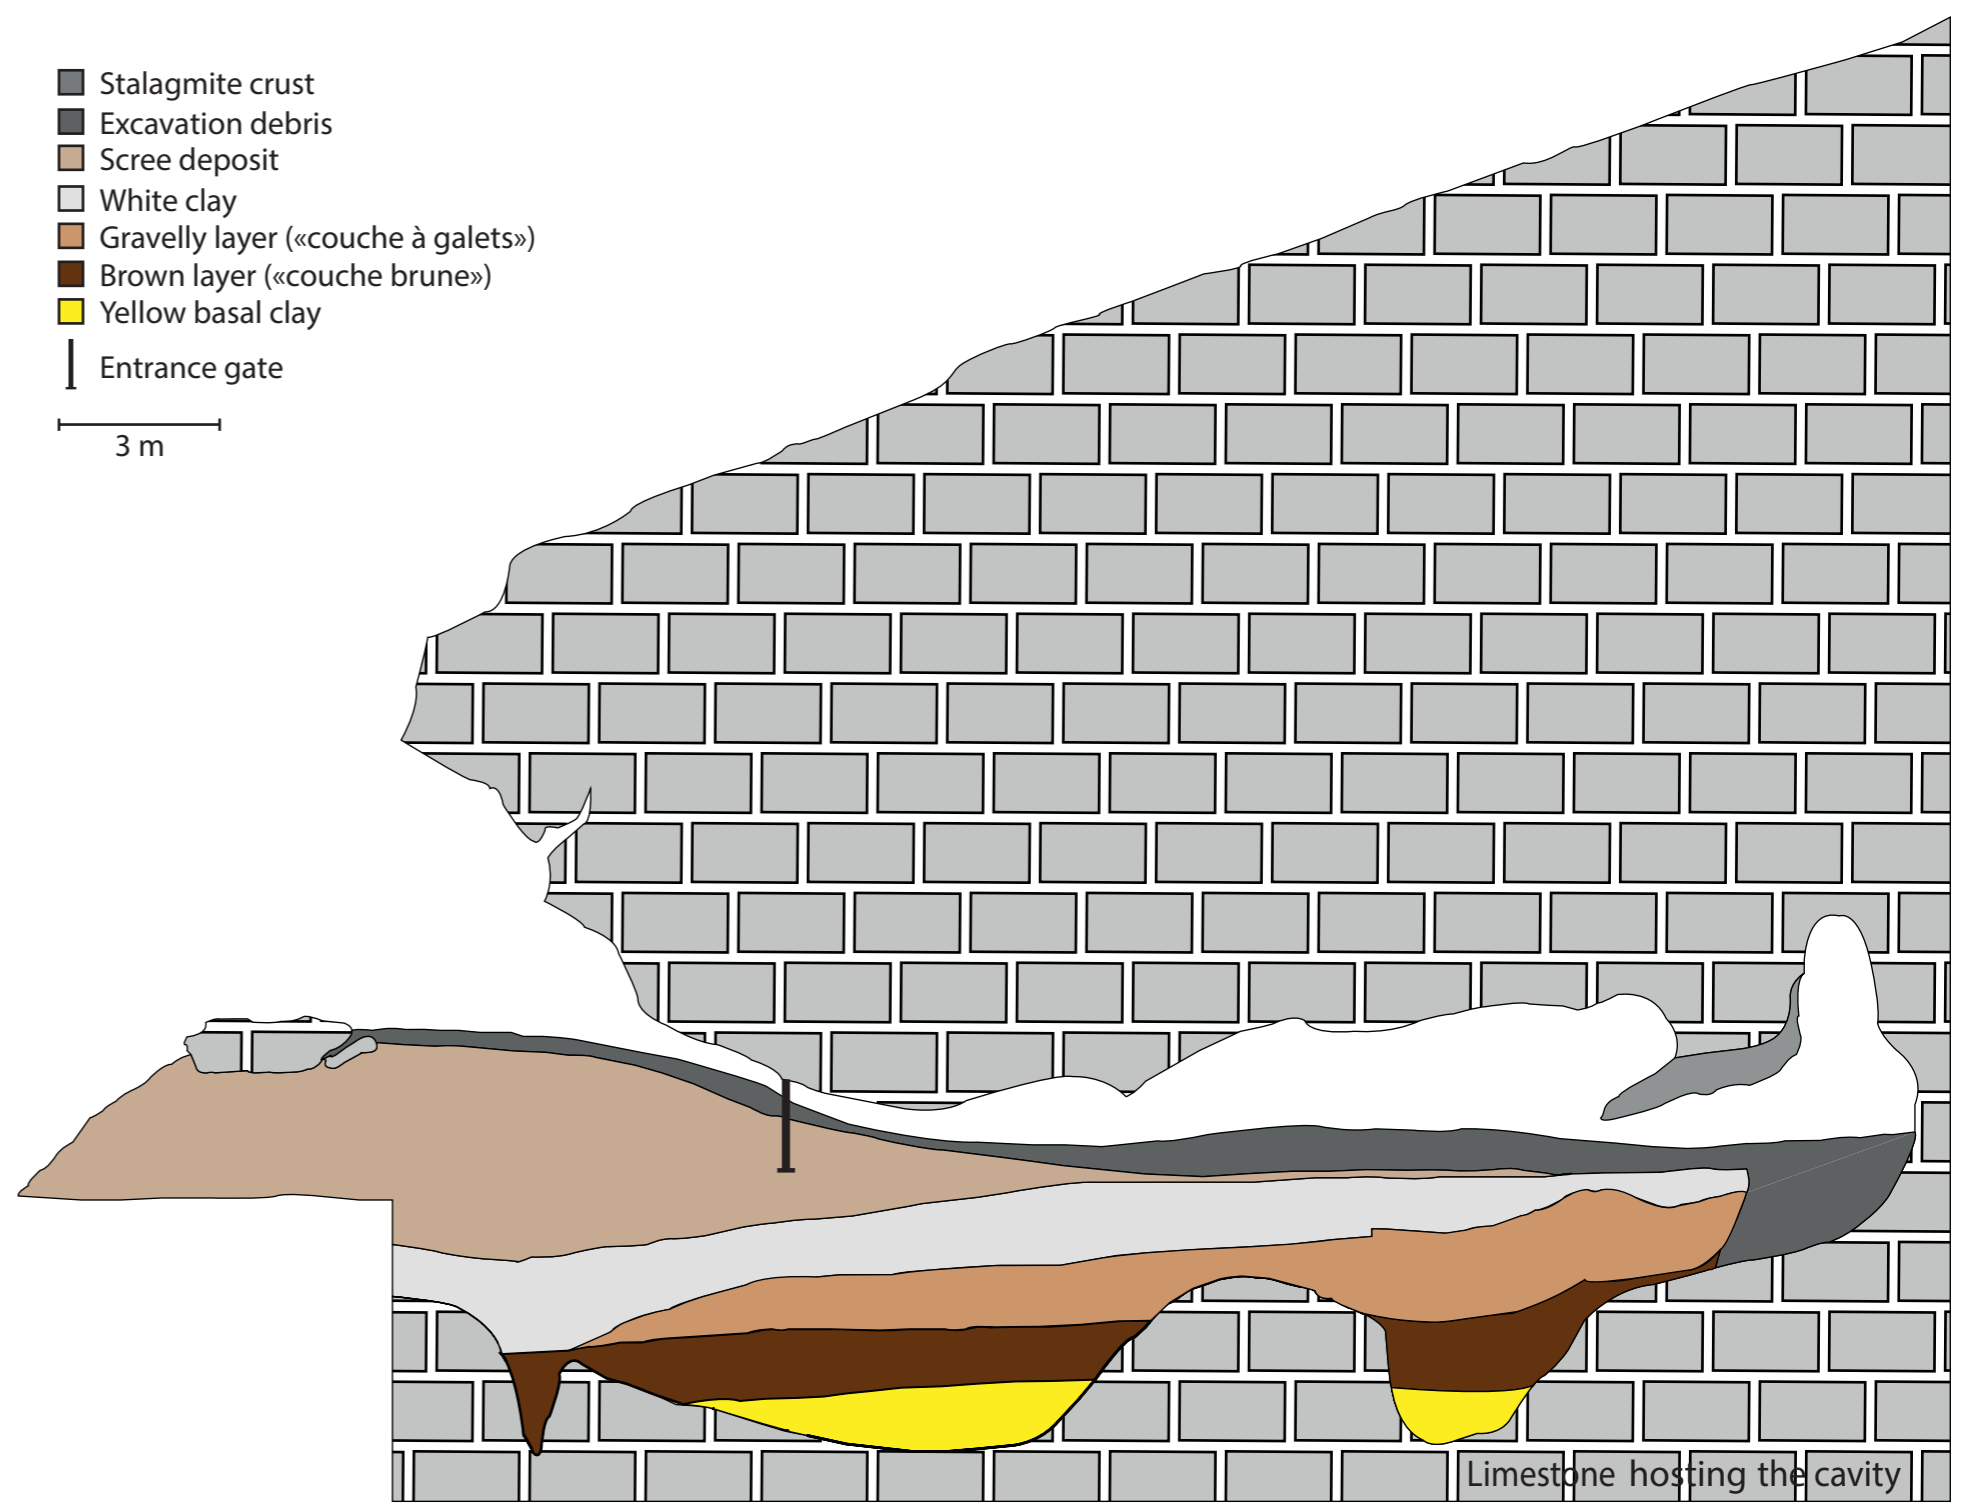 Stalagmite crust
Excavation debris
Scree deposit
White clay
Gravelly layer («couche à galets»)
Brown layer («couche brune»)
Yellow basal clay
Entrance gate
3 m
Limestone hosting the cavity